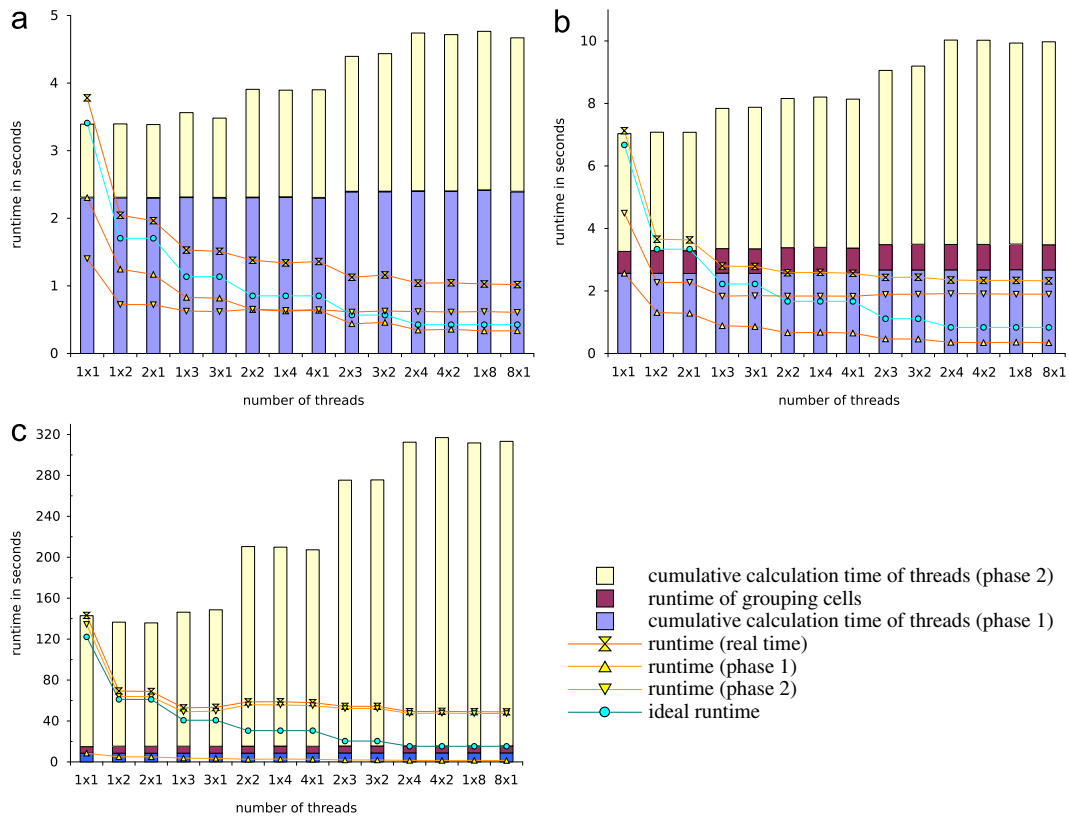 a
5
4
3
2
1
0
runtime in seconds
1x1 1x2 2x1 1x3 3x1 2x2 1x4 4x1 2x3 3x2 2x4 4x2 1x8 8x1
number of threads
b
10
8
6
4
2
0
runtime in seconds
1x1 1x2 2x1 1x3 3x1 2x2 1x4 4x1 2x3 3x2 2x4 4x2 1x8 8x1
number of threads
c
320
280
240
200
160
120
80
40
0
runtime in seconds
1x1 1x2 2x1 1x3 3x1 2x2 1x4 4x1 2x3 3x2 2x4 4x2 1x8 8x1
number of threads
cumulative calculation time of threads (phase 2)
runtime of grouping cells
cumulative calculation time of threads (phase 1)
runtime (real time)
runtime (phase 1)
runtime (phase 2)
ideal runtime